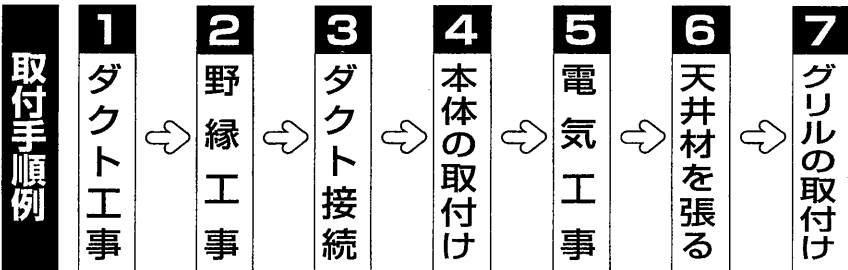 取付手順例
1
ダクト工事
2
野縁工事
3
ダクト接続
4
本体の取付け
5
電気工事
6
天井材を張る
7
グリルの取付け